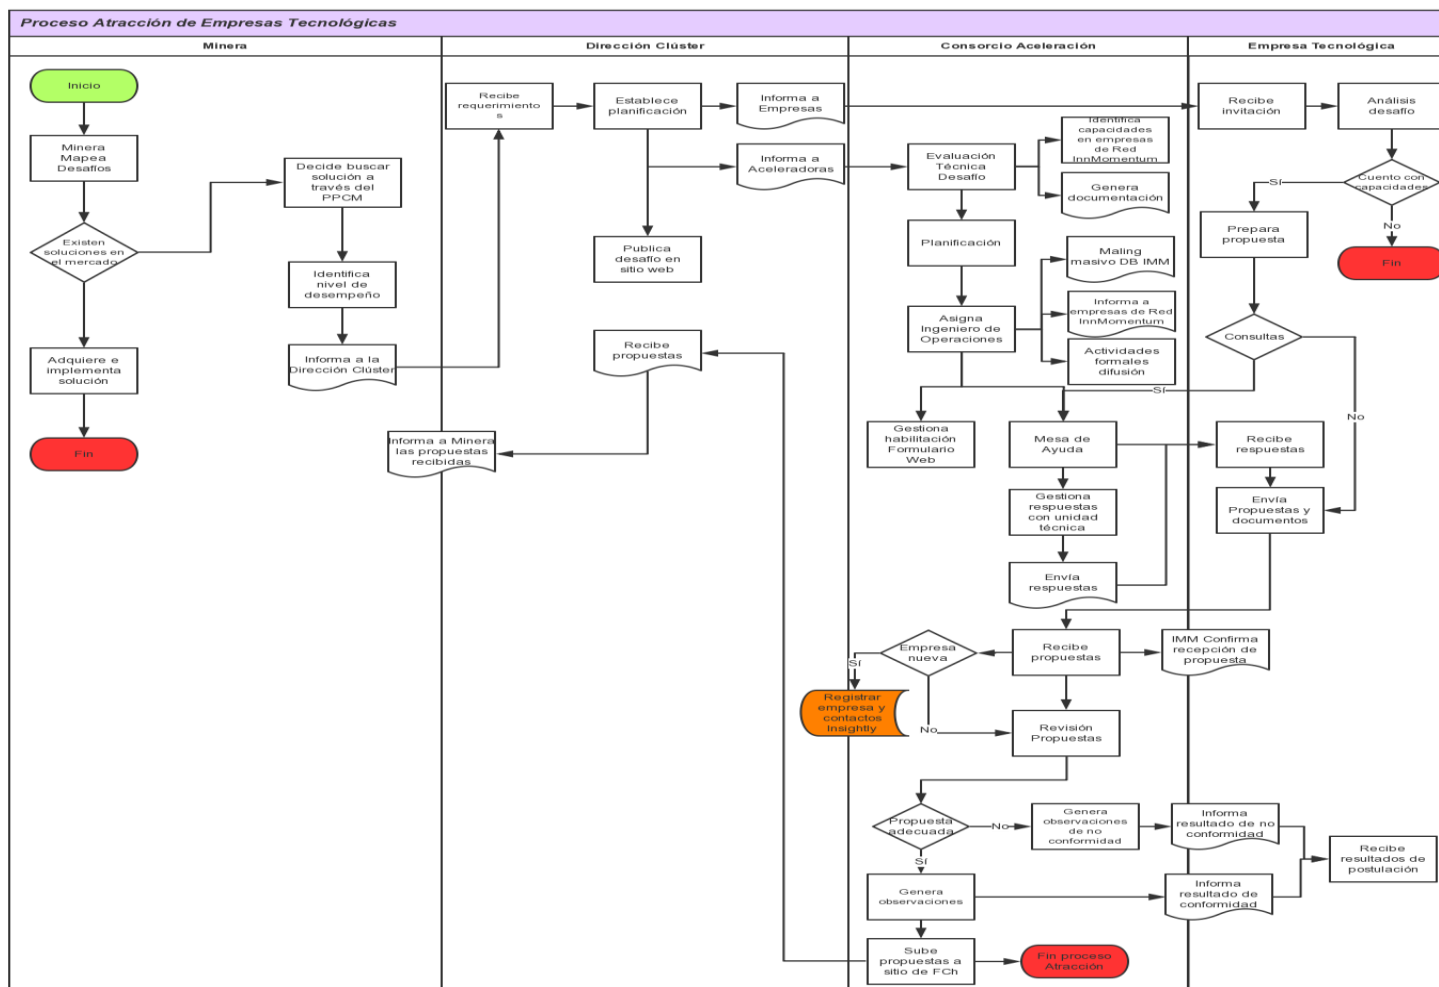 Proceso Atracción de Empresas Tecnológicas
Minera
Dirección Clúster
Consorcio Aceleración
Empresa Tecnológica
Inicio
Minera
Mapea
Desafíos
Existen
soluciones en
el mercado
Adquiere e
implementa
solución
Fin
Decide buscar
solución a
través del
PPCM
Identifica
nivel de
desempeño
Informa a la
Dirección Clúster
Recibe
requerimiento
s
Establece
planificación
Informa a
Empresas
Informa a
Aceleradoras
Publica
desafío en
sitio web
Recibe
propuestas
Informa a Minera
las propuestas
recibidas
Evaluación
Técnica
Desafío
Identifica
capacidades
en empresas
de Red
InnMomentum
Genera
documentación
Planificación
Maling
masivo DB IMM
Asigna
Ingeniero de
Operaciones
Informa a
empresas de Red
InnMomentum
Actividades
formales
difusión
Gestiona
habilitación
Formulario
Web
Mesa de
Ayuda
Gestiona
respuestas
con unidad
técnica
Envía
respuestas
Recibe
invitación
Análisis
desafío
Cuento con
capacidades
Sí
No
Fin
Prepara
propuesta
Consultas
Sí
No
Recibe
respuestas
Envía
Propuestas y
documentos
Empresa
nueva
Sí
No
Recibe
propuestas
IMM Confirma
recepción de
propuesta
Registrar
empresa y
contactos
Insightly
Revisión
Propuestas
Propuesta
adecuada
No
Sí
Genera
observaciones
de no
conformidad
Informa
resultado de no
conformidad
Recibe
resultados de
postulación
Genera
observaciones
Informa
resultado de
conformidad
Sube
propuestas a
sitio de FCh
Fin proceso
Atracción